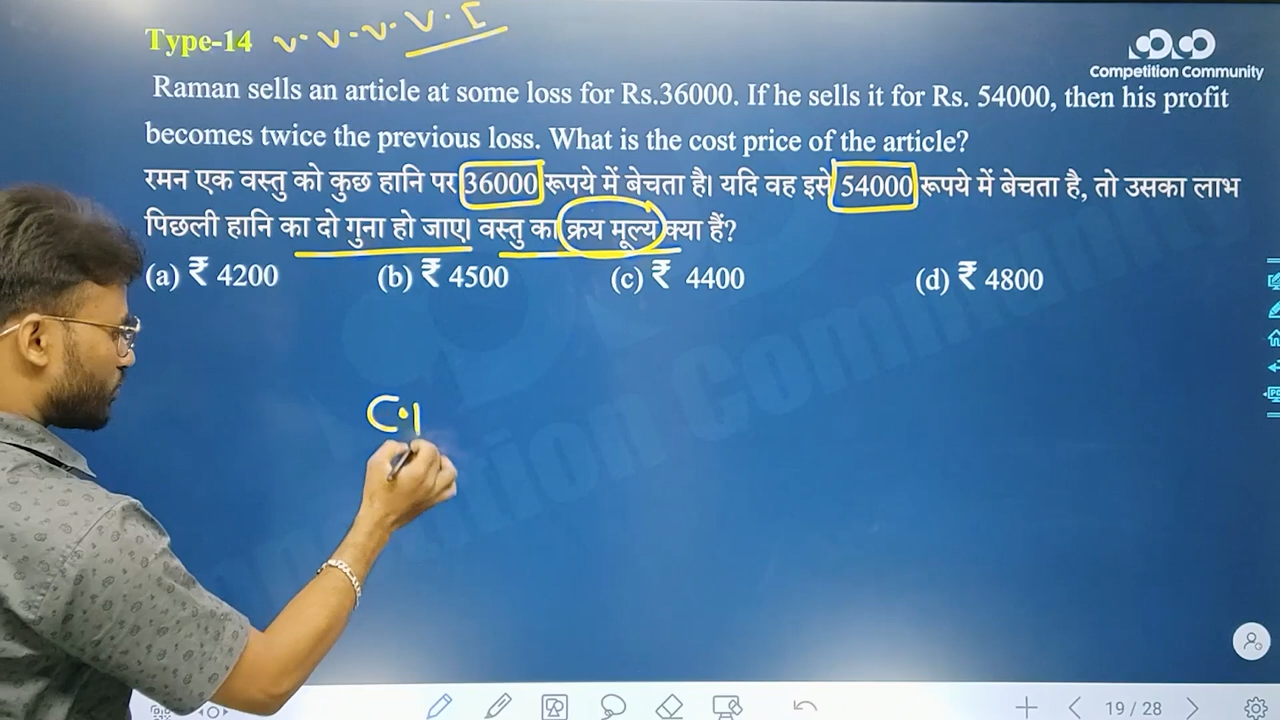 Type-14 v. v. v. V. I
Competition Community
Raman sells an article at some loss for Rs.36000. If he sells it for Rs. 54000, then his profit
becomes twice the previous loss. What is the cost price of the article?
रमन एक वस्तु को कुछ हानि पर 36000 रूपये में बेचता है। यदि वह इसे 54000 रूपये में बेचता है, तो उसका लाभ
पिछली हानि का दो गुना हो जाए। वस्तु का क्रय मूल्य क्या हैं?
(a) ₹ 4200 (b) ₹ 4500 (c) ₹ 4400 (d) ₹ 4800
C.
19 / 28